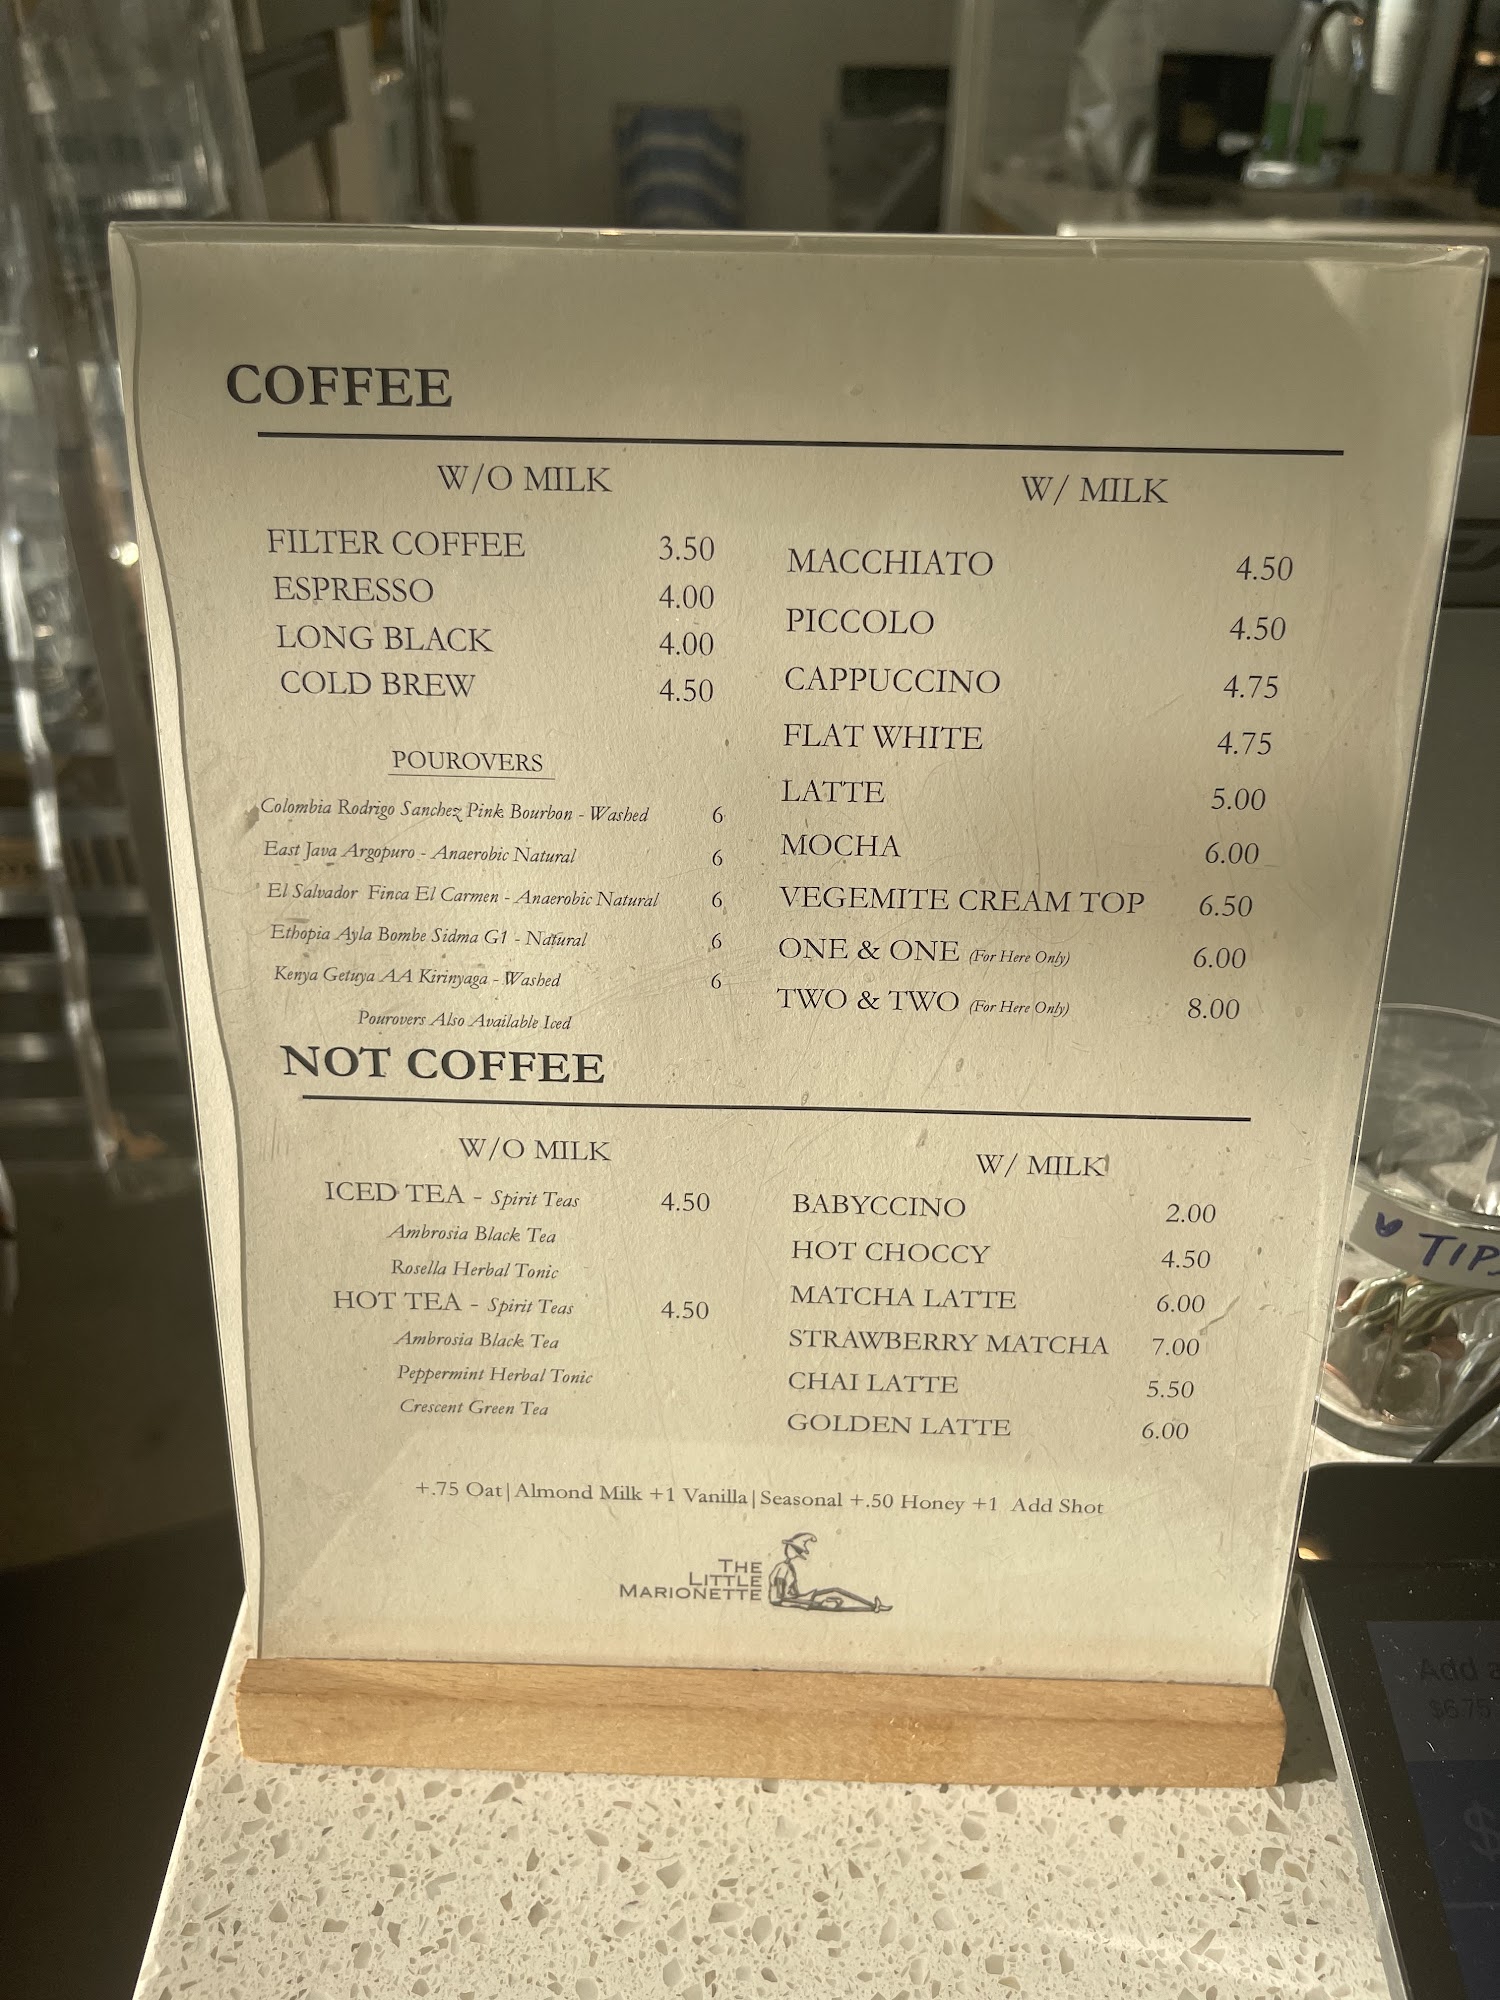 COFFEE
W/O MILK
FILTER COFFEE 3.50
ESPRESSO 4.00
LONG BLACK 4.00
COLD BREW 4.50
POUROVERS
Colombia Rodrigo Sanchez Pink Bourbon - Washed 6
East Java Argopuro - Anaerobic Natural 6
El Salvador Finca El Carmen - Anaerobic Natural 6
Ethopia Ayla Bombe Sidma G1 - Natural 6
Kenya Getuya AA Kirinyaga - Washed 6
Pourovers Also Available Iced
W/ MILK
MACCHIATO 4.50
PICCOLO 4.50
CAPPUCCINO 4.75
FLAT WHITE 4.75
LATTE 5.00
MOCHA 6.00
VEGEMITE CREAM TOP 6.50
ONE & ONE (For Here Only) 6.00
TWO & TWO (For Here Only) 8.00
NOT COFFEE
W/O MILK
ICED TEA - Spirit Teas 4.50
Ambrosia Black Tea
Rosella Herbal Tonic
HOT TEA - Spirit Teas 4.50
Ambrosia Black Tea
Peppermint Herbal Tonic
Crescent Green Tea
W/ MILK
BABYCCINO 2.00
HOT CHOCCY 4.50
MATCHA LATTE 6.00
STRAWBERRY MATCHA 7.00
CHAI LATTE 5.50
GOLDEN LATTE 6.00
+.75 Oat|Almond Milk +1 Vanilla|Seasonal +.50 Honey +1 Add Shot
THE
LITTLE
MARIONETTE
TIPS
Add a
$6.75
$